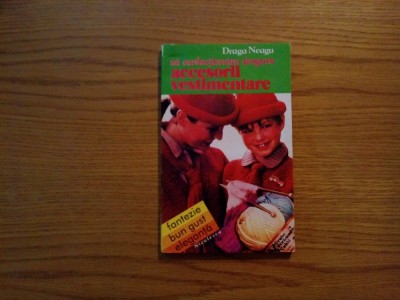 Draga Neagu
să confecționăm singure
accesorii
vestimentare
fantezie
bun gust
eleganță